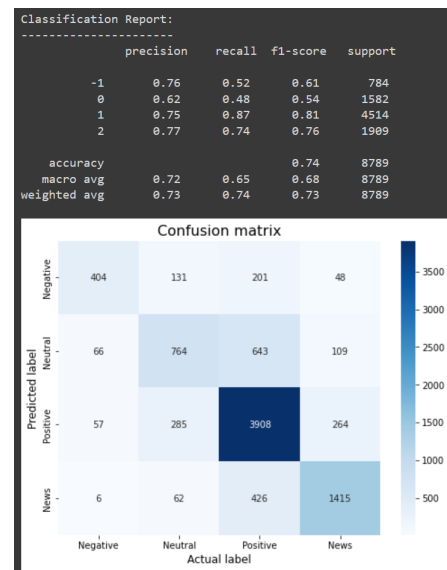 Classification Report:
----------------------
precision recall f1-score support
-1 0.76 0.52 0.61 784
0 0.62 0.48 0.54 1582
1 0.75 0.87 0.81 4514
2 0.77 0.74 0.76 1909
accuracy 0.74 8789
macro avg 0.72 0.65 0.68 8789
weighted avg 0.73 0.74 0.73 8789
Confusion matrix
Predicted label
Negative 404 131 201 48
Neutral 66 764 643 109
Positive 57 285 3908 264
News 6 62 426 1415
Negative Neutral Positive News
Actual label
3500
3000
2500
2000
1500
1000
500